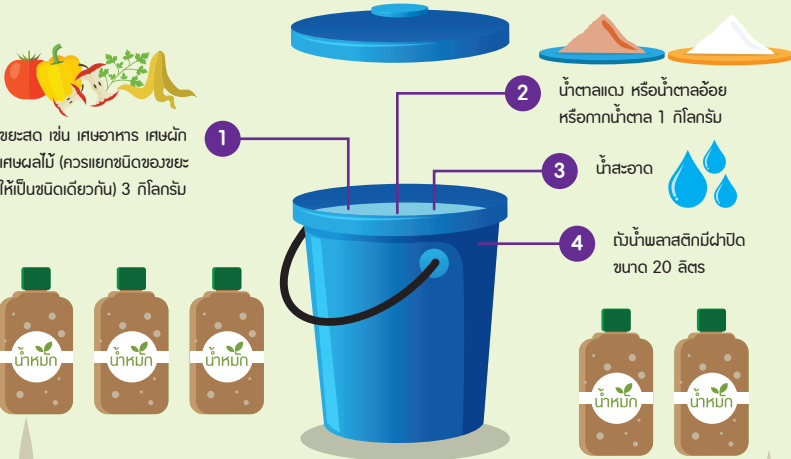 1
ขยะสด เช่น เศษอาหาร เศษผัก
เศษผลไม้ (ควรแยกชนิดของขยะ
ให้เป็นชนิดเดียวกัน) 3 กิโลกรัม
2
น้ำตาลแดง หรือน้ำตาลอ้อย
หรือกากน้ำตาล 1 กิโลกรัม
3
น้ำสะอาด
4
ถังน้ำพลาสติกมีฝาปิด
ขนาด 20 ลิตร
น้ำหมัก
น้ำหมัก
น้ำหมัก
น้ำหมัก
น้ำหมัก